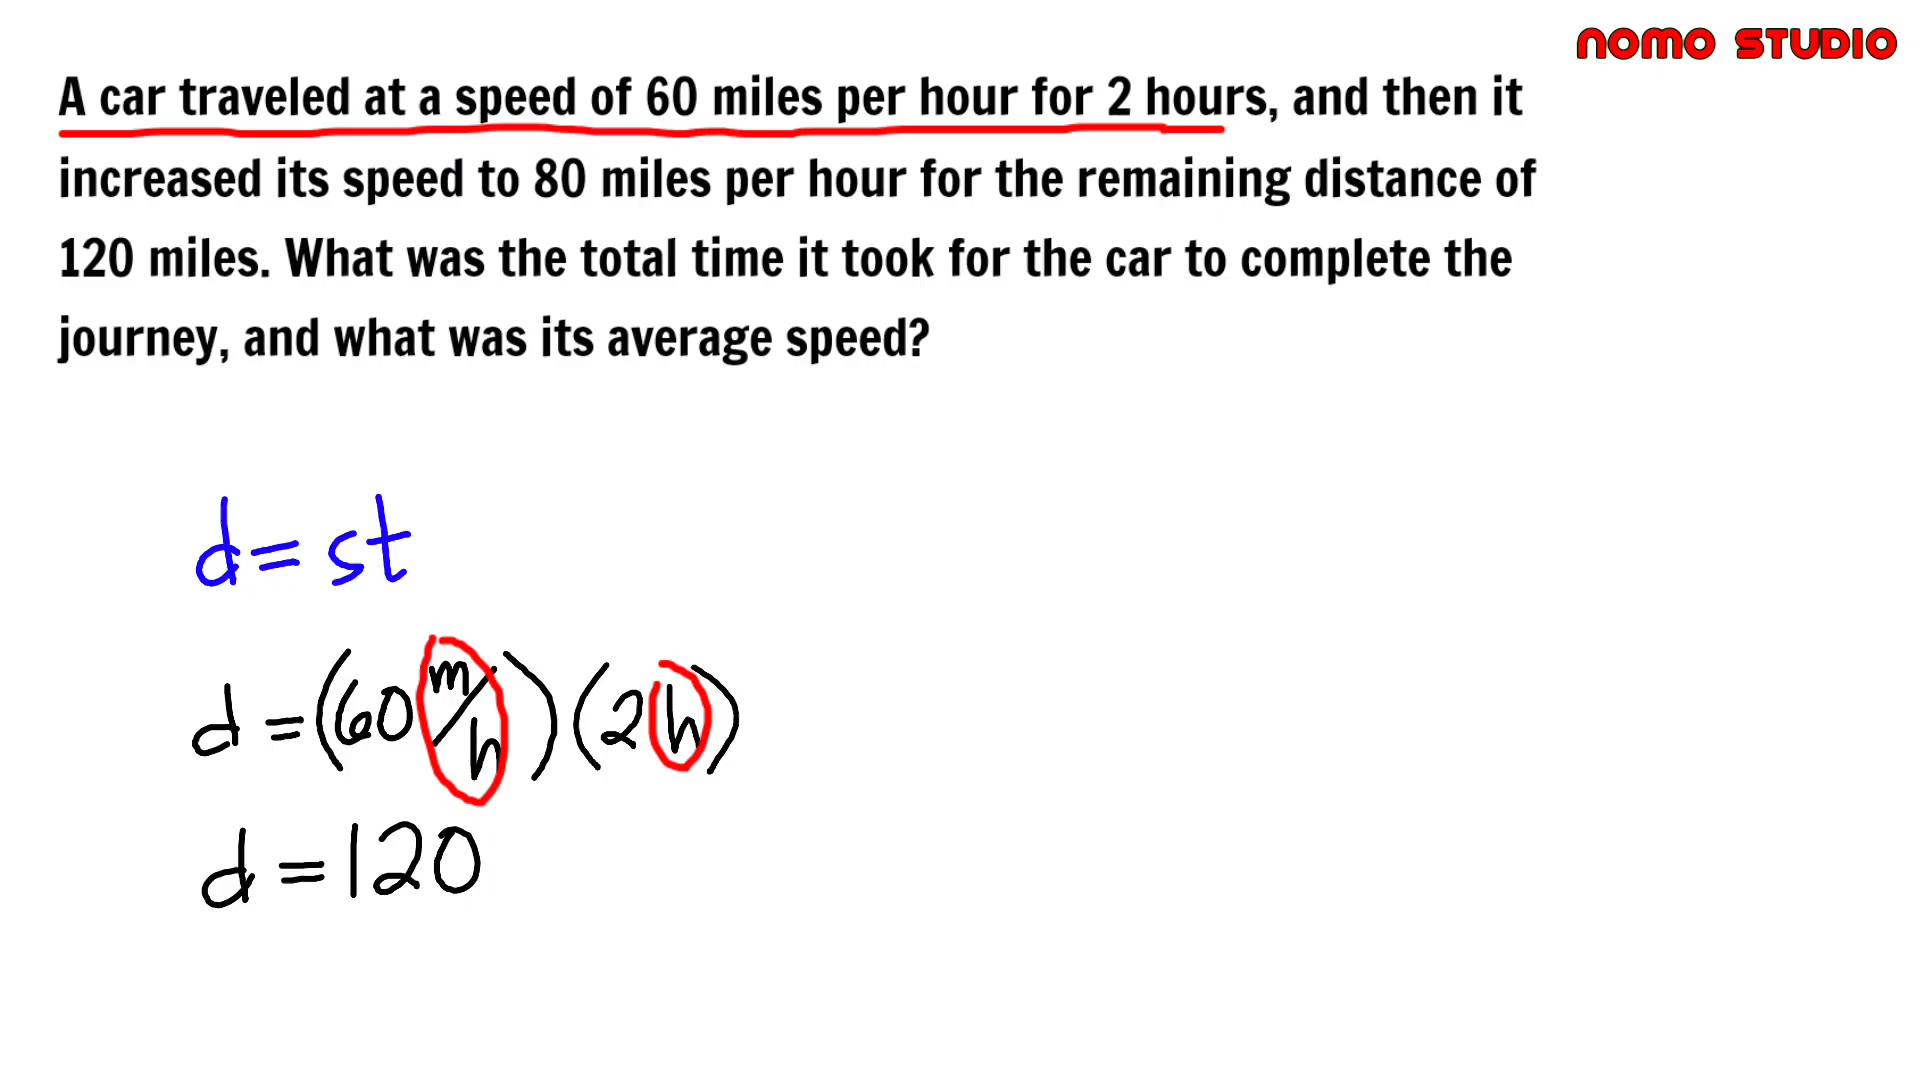 NOMO STUDIO
A car traveled at a speed of 60 miles per hour for 2 hours, and then it
increased its speed to 80 miles per hour for the remaining distance of
120 miles. What was the total time it took for the car to complete the
journey, and what was its average speed?
d = st
d = (60 m/h) (2h)
d = 120